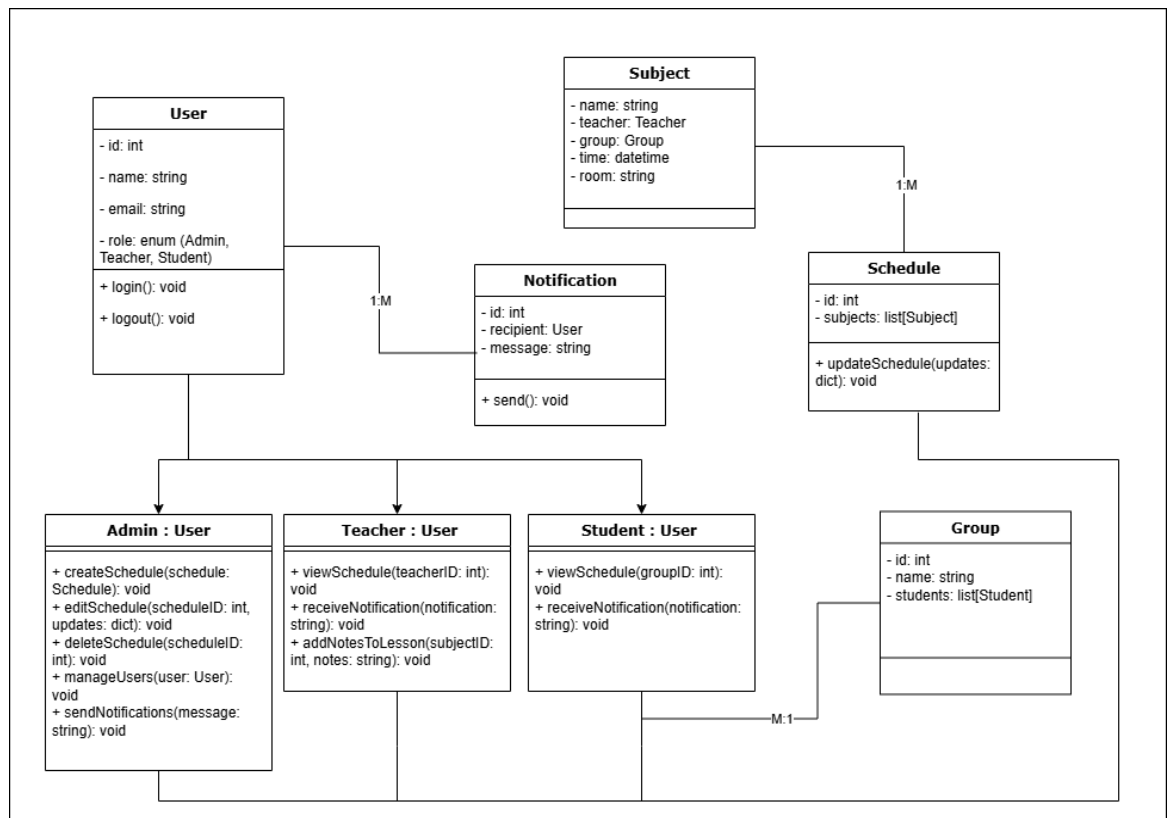 Subject
- name: string
- teacher: Teacher
- group: Group
- time: datetime
- room: string
User
- id: int
- name: string
- email: string
- role: enum (Admin,
Teacher, Student)
+ login(): void
+ logout(): void
1:M
1:M
Notification
- id: int
- recipient: User
- message: string
+ send(): void
Schedule
- id: int
- subjects: list[Subject]
+ updateSchedule(updates:
dict): void
Admin : User
+ createSchedule(schedule:
Schedule): void
+ editSchedule(scheduleID: int,
updates: dict): void
+ deleteSchedule(scheduleID:
int): void
+ manageUsers(user: User):
void
+ sendNotifications(message:
string): void
Teacher : User
+ viewSchedule(teacherID: int):
void
+ receiveNotification(notification:
string): void
+ addNotesToLesson(subjectID:
int, notes: string): void
Student : User
+ viewSchedule(groupID: int):
void
+ receiveNotification(notification:
string): void
Group
- id: int
- name: string
- students: list[Student]
M:1